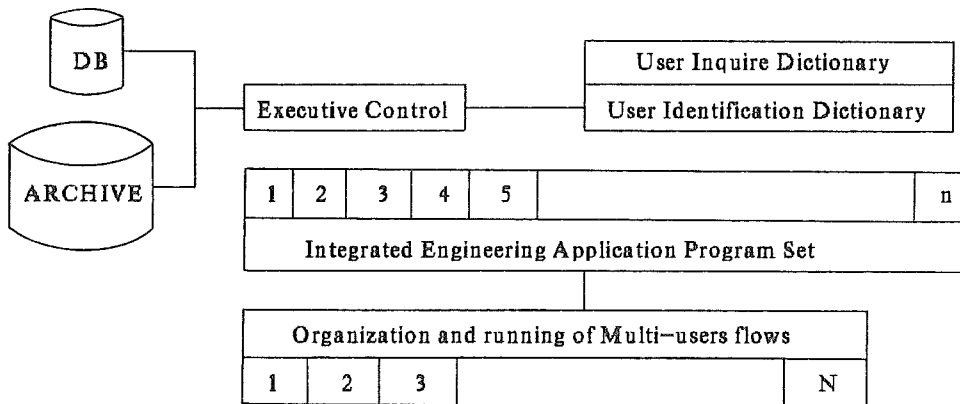 DB
User Inquire Dictionary
Executive Control
User Identification Dictionary
ARCHIVE
1 2 3 4 5 n
Integrated Engineering Application Program Set
Organization and running of Multi-users flows
1 2 3 N